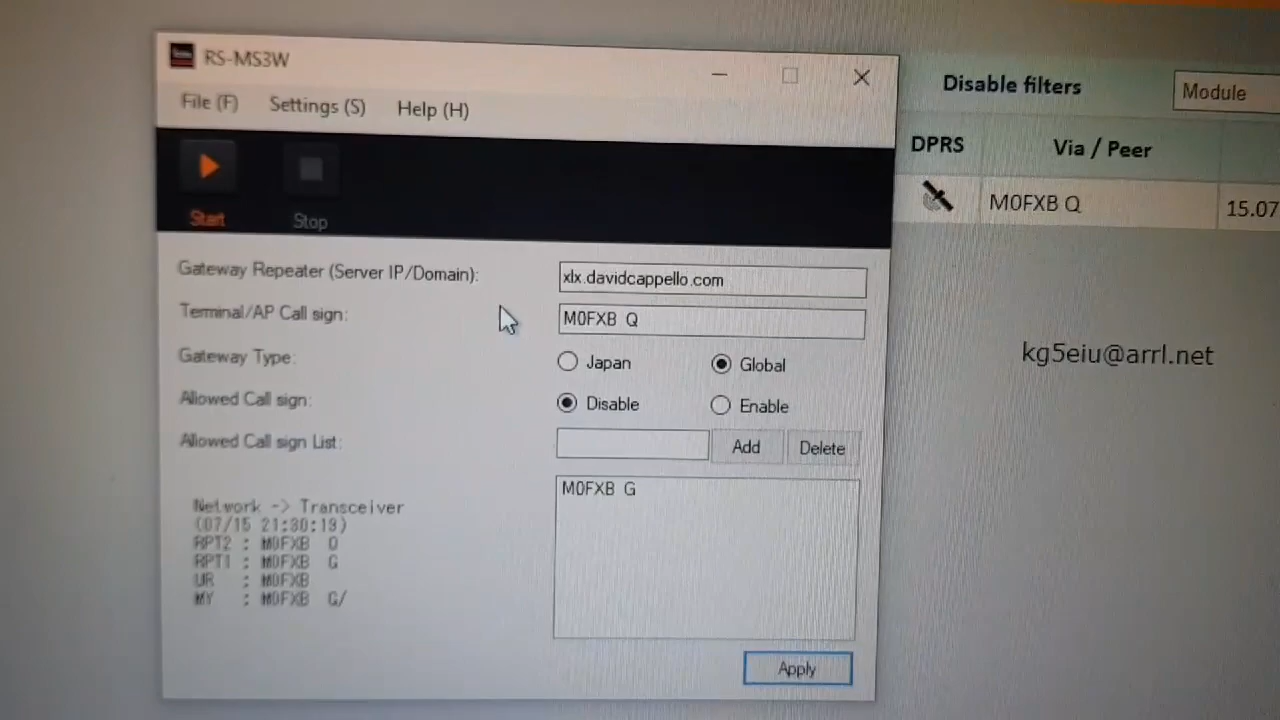 RS-MS3W
File (F) Settings (S) Help (H)
Start Stop
Gateway Repeater (Server IP/Domain): xlx.davidcappello.com
Terminal/AP Call sign: M0FXB Q
Gateway Type: Japan Global
Allowed Call sign: Disable Enable
Allowed Call sign List: Add Delete
M0FXB G
Network -> Transceiver
(07/15 21:30:19)
RPT2 : M0FXB Q
RPT1 : M0FXB G
UR : M0FXB
MY : M0FXB G/
Apply
Disable filters Module
DPRS Via / Peer
M0FXB Q 15.07
kg5eiu@arrl.net